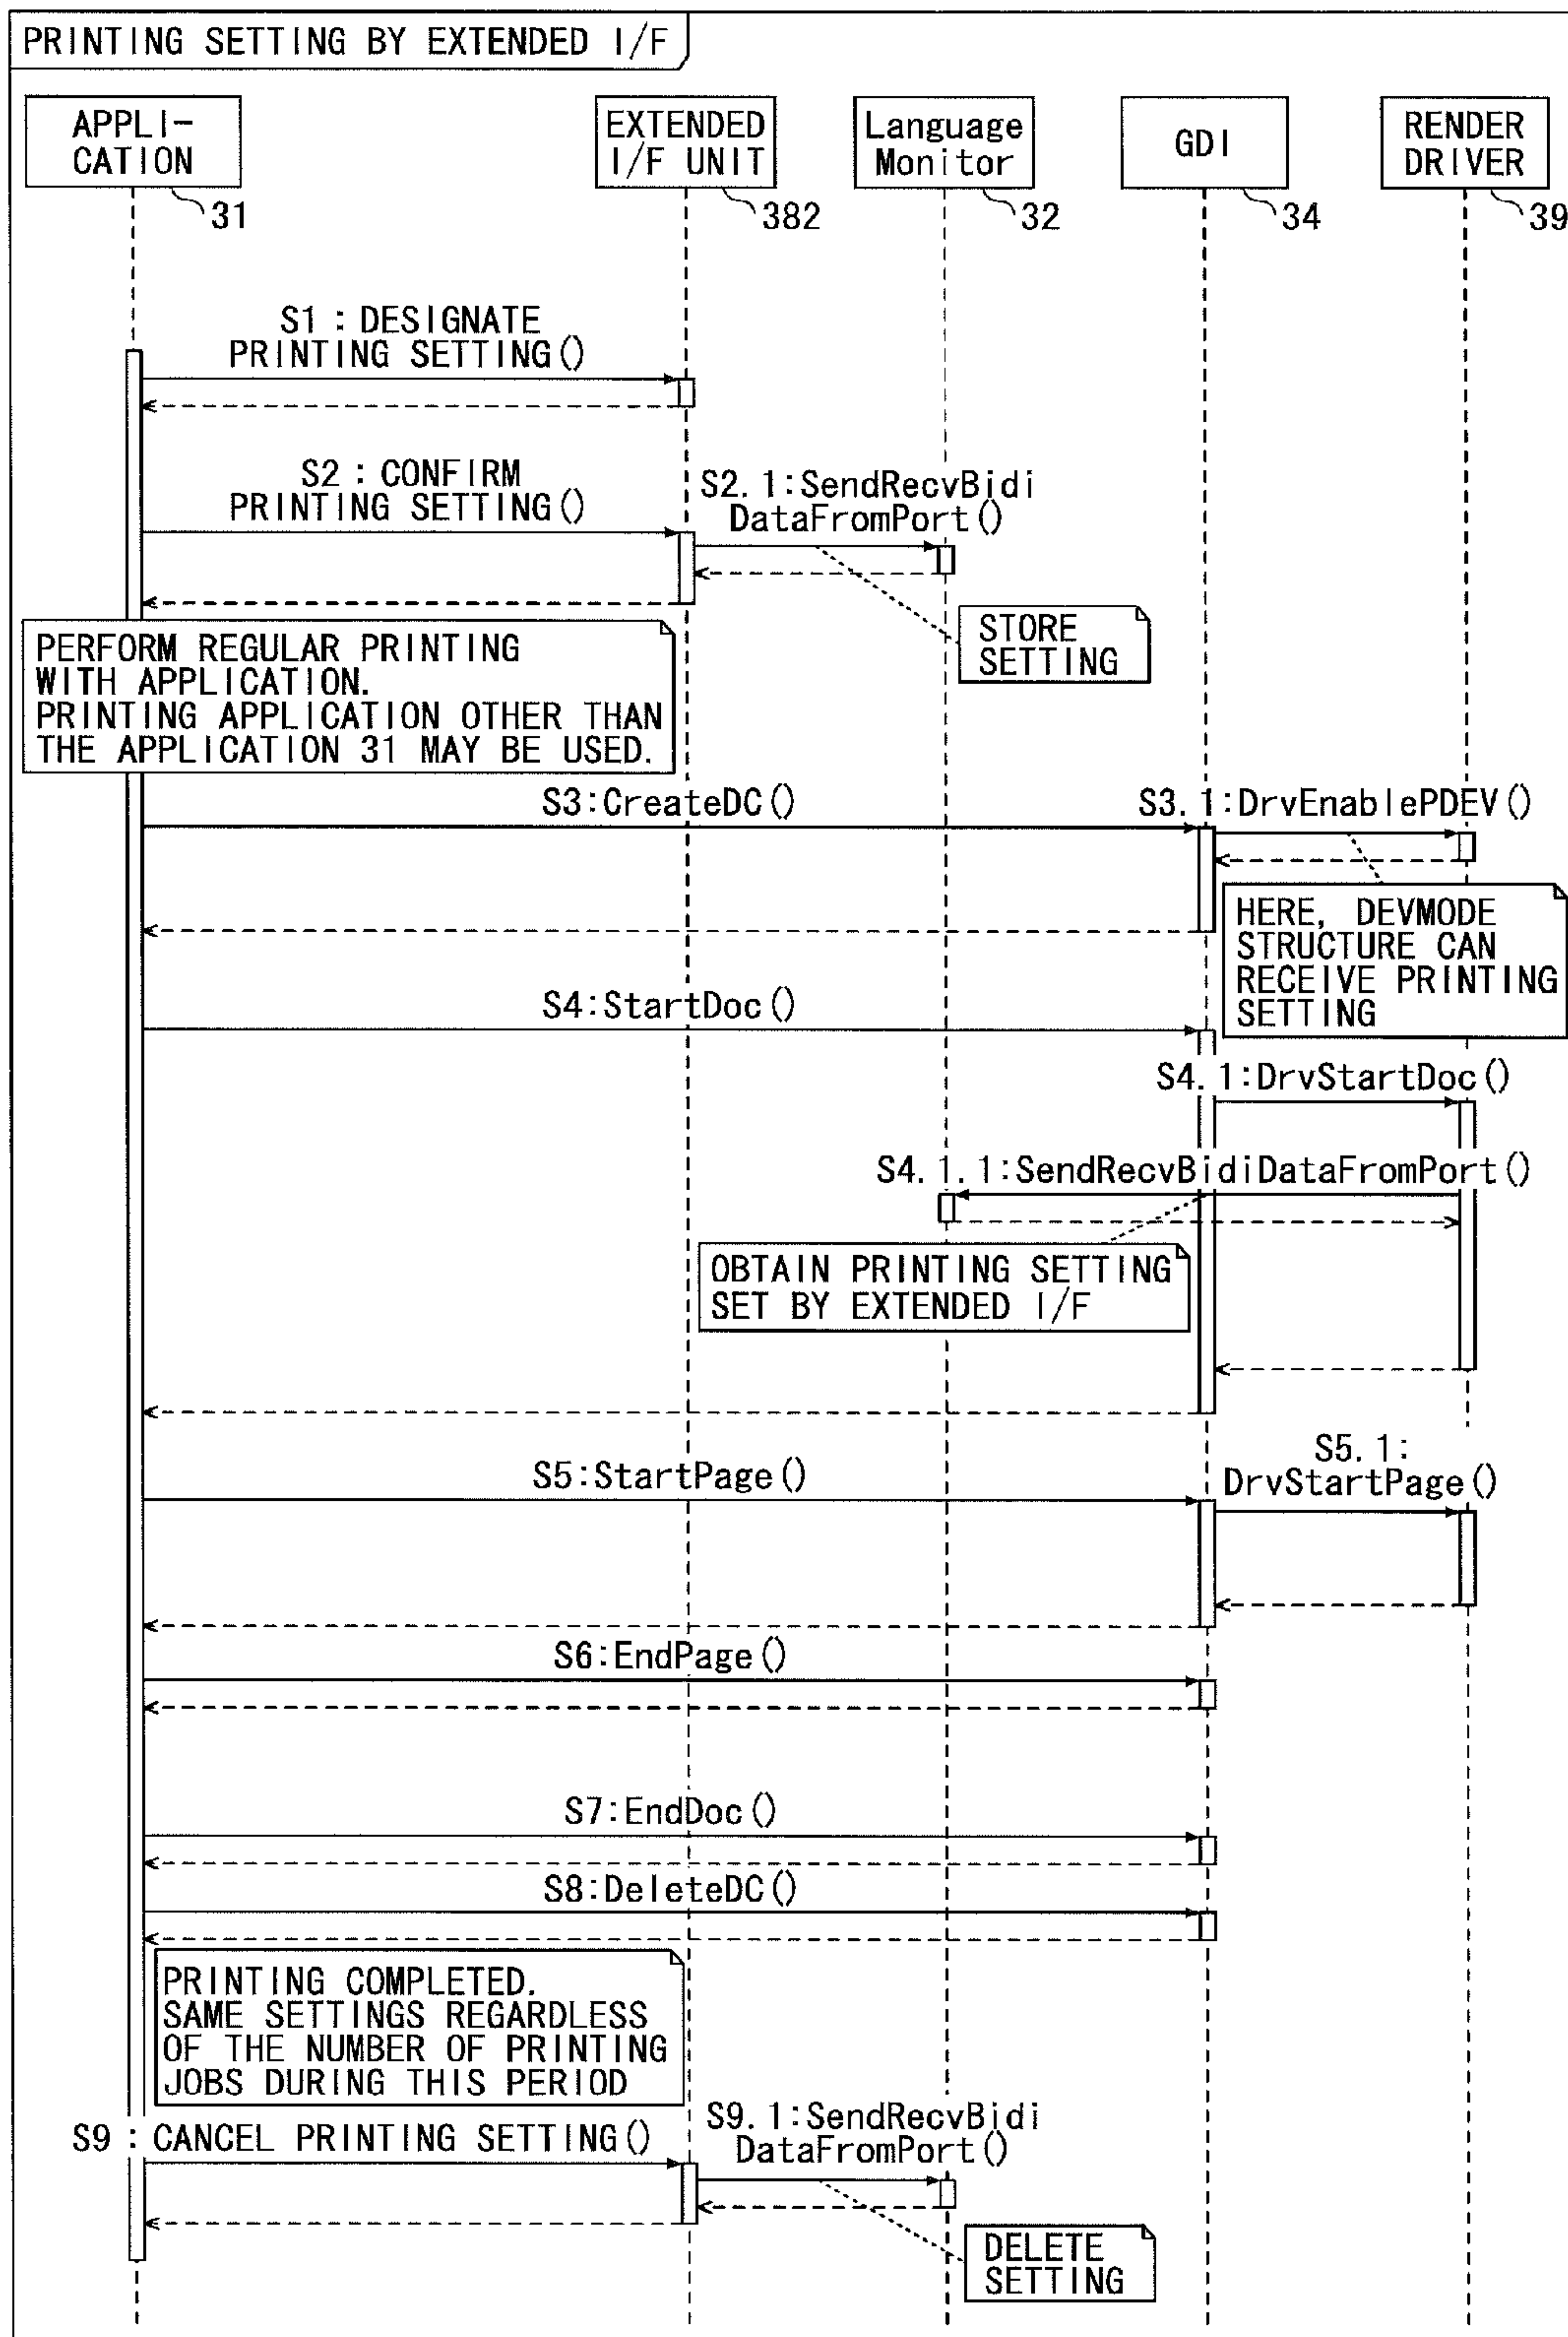 PRINTING SETTING BY EXTENDED I/F
APPLI-
CATION
31
EXTENDED
I/F UNIT
382
Language
Monitor
32
GDI
34
RENDER
DRIVER
39
S1 : DESIGNATE
PRINTING SETTING()
S2 : CONFIRM
PRINTING SETTING()
S2.1:SendRecvBidi
DataFromPort()
STORE
SETTING
PERFORM REGULAR PRINTING
WITH APPLICATION.
PRINTING APPLICATION OTHER THAN
THE APPLICATION 31 MAY BE USED.
S3:CreateDC()
S3.1:DrvEnablePDEV()
HERE, DEVMODE
STRUCTURE CAN
RECEIVE PRINTING
SETTING
S4:StartDoc()
S4.1:DrvStartDoc()
S4.1.1:SendRecvBidiDataFromPort()
OBTAIN PRINTING SETTING
SET BY EXTENDED I/F
S5:StartPage()
S5.1:
DrvStartPage()
S6:EndPage()
S7:EndDoc()
S8:DeleteDC()
PRINTING COMPLETED.
SAME SETTINGS REGARDLESS
OF THE NUMBER OF PRINTING
JOBS DURING THIS PERIOD
S9 : CANCEL PRINTING SETTING()
S9.1:SendRecvBidi
DataFromPort()
DELETE
SETTING